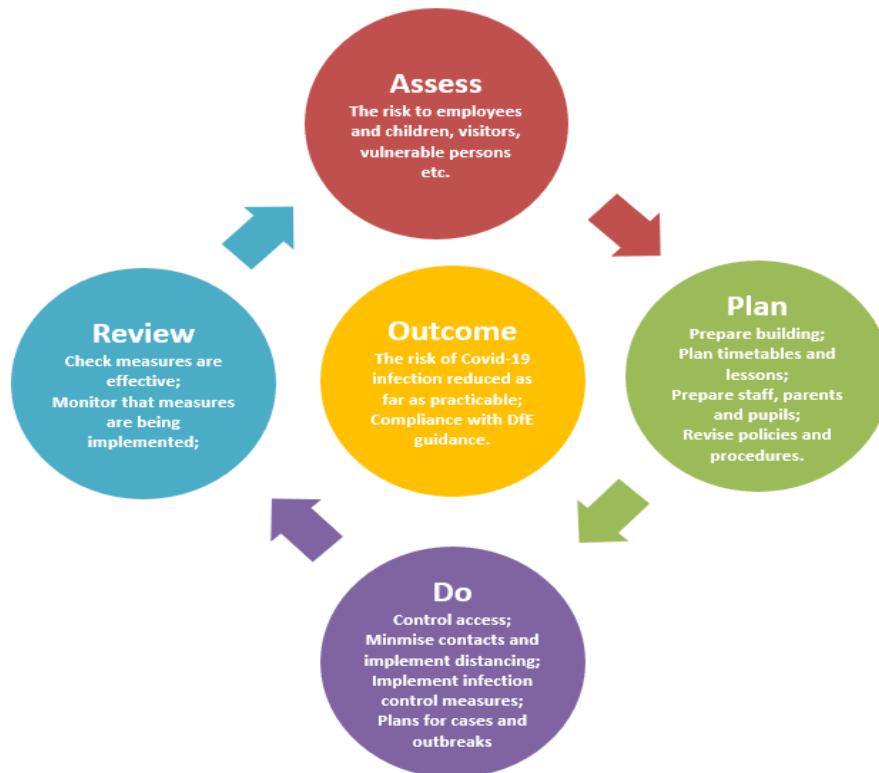 Assess
The risk to employees
and children, visitors,
vulnerable persons
etc.
Plan
Prepare building;
Plan timetables and
lessons;
Prepare staff, parents
and pupils;
Revise policies and
procedures.
Do
Control access;
Minmise contacts and
implement distancing;
Implement infection
control measures;
Plans for cases and
outbreaks
Review
Check measures are
effective;
Monitor that measures
are being
implemented;
Outcome
The risk of Covid-19
infection reduced as
far as practicable;
Compliance with DfE
guidance.